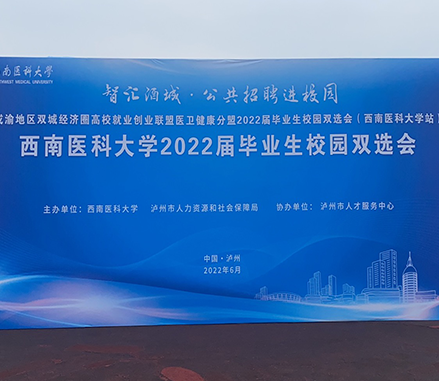 南医科大学
THWEST MEDICAL UNIVERSITY
智汇酒城·公共招聘进校园
成渝地区双城经济圈高校就业创业联盟医卫健康分盟2022届毕业生校园双选会（西南医科大学站）
西南医科大学2022届毕业生校园双选会
主办单位：西南医科大学 泸州市人力资源和社会保障局 协办单位：泸州市人才服务中心
中国·泸州
2022年6月